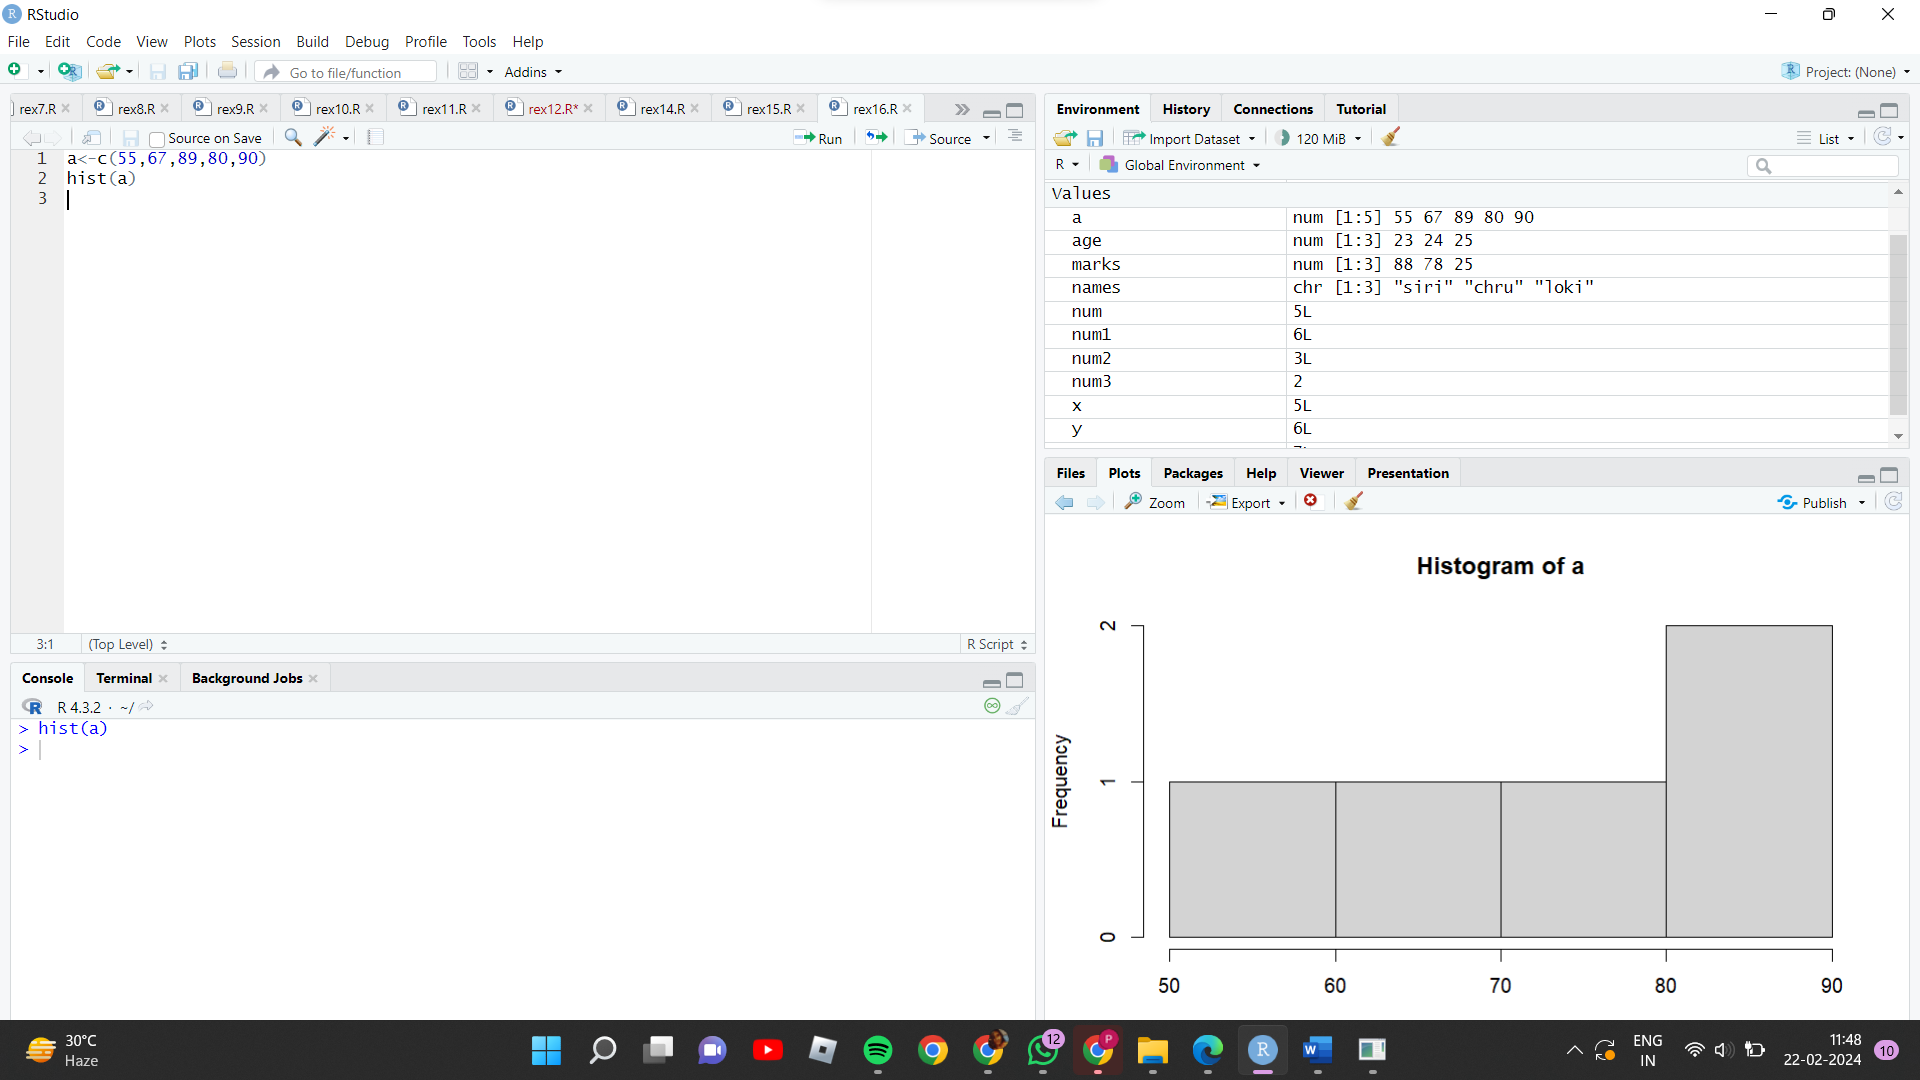 RStudio
File Edit Code View Plots Session Build Debug Profile Tools Help
Go to file/function Addins Project: (None)
rex7.R rex8.R rex9.R rex10.R rex11.R rex12.R* rex14.R rex15.R rex16.R
Source on Save Run Source
1 a<-c(55,67,89,80,90)
2 hist(a)
3
3:1 (Top Level) R Script
Console Terminal Background Jobs
R 4.3.2 · ~/
> hist(a)
>
Environment History Connections Tutorial
Import Dataset 120 MiB List
R Global Environment
Values
a num [1:5] 55 67 89 80 90
age num [1:3] 23 24 25
marks num [1:3] 88 78 25
names chr [1:3] "siri" "chru" "loki"
num 5L
num1 6L
num2 3L
num3 2
x 5L
y 6L
Files Plots Packages Help Viewer Presentation
Zoom Export Publish
Histogram of a
Frequency
2
1
0
50 60 70 80 90
30°C
Haze
12
P
ENG
IN
11:48
22-02-2024
10